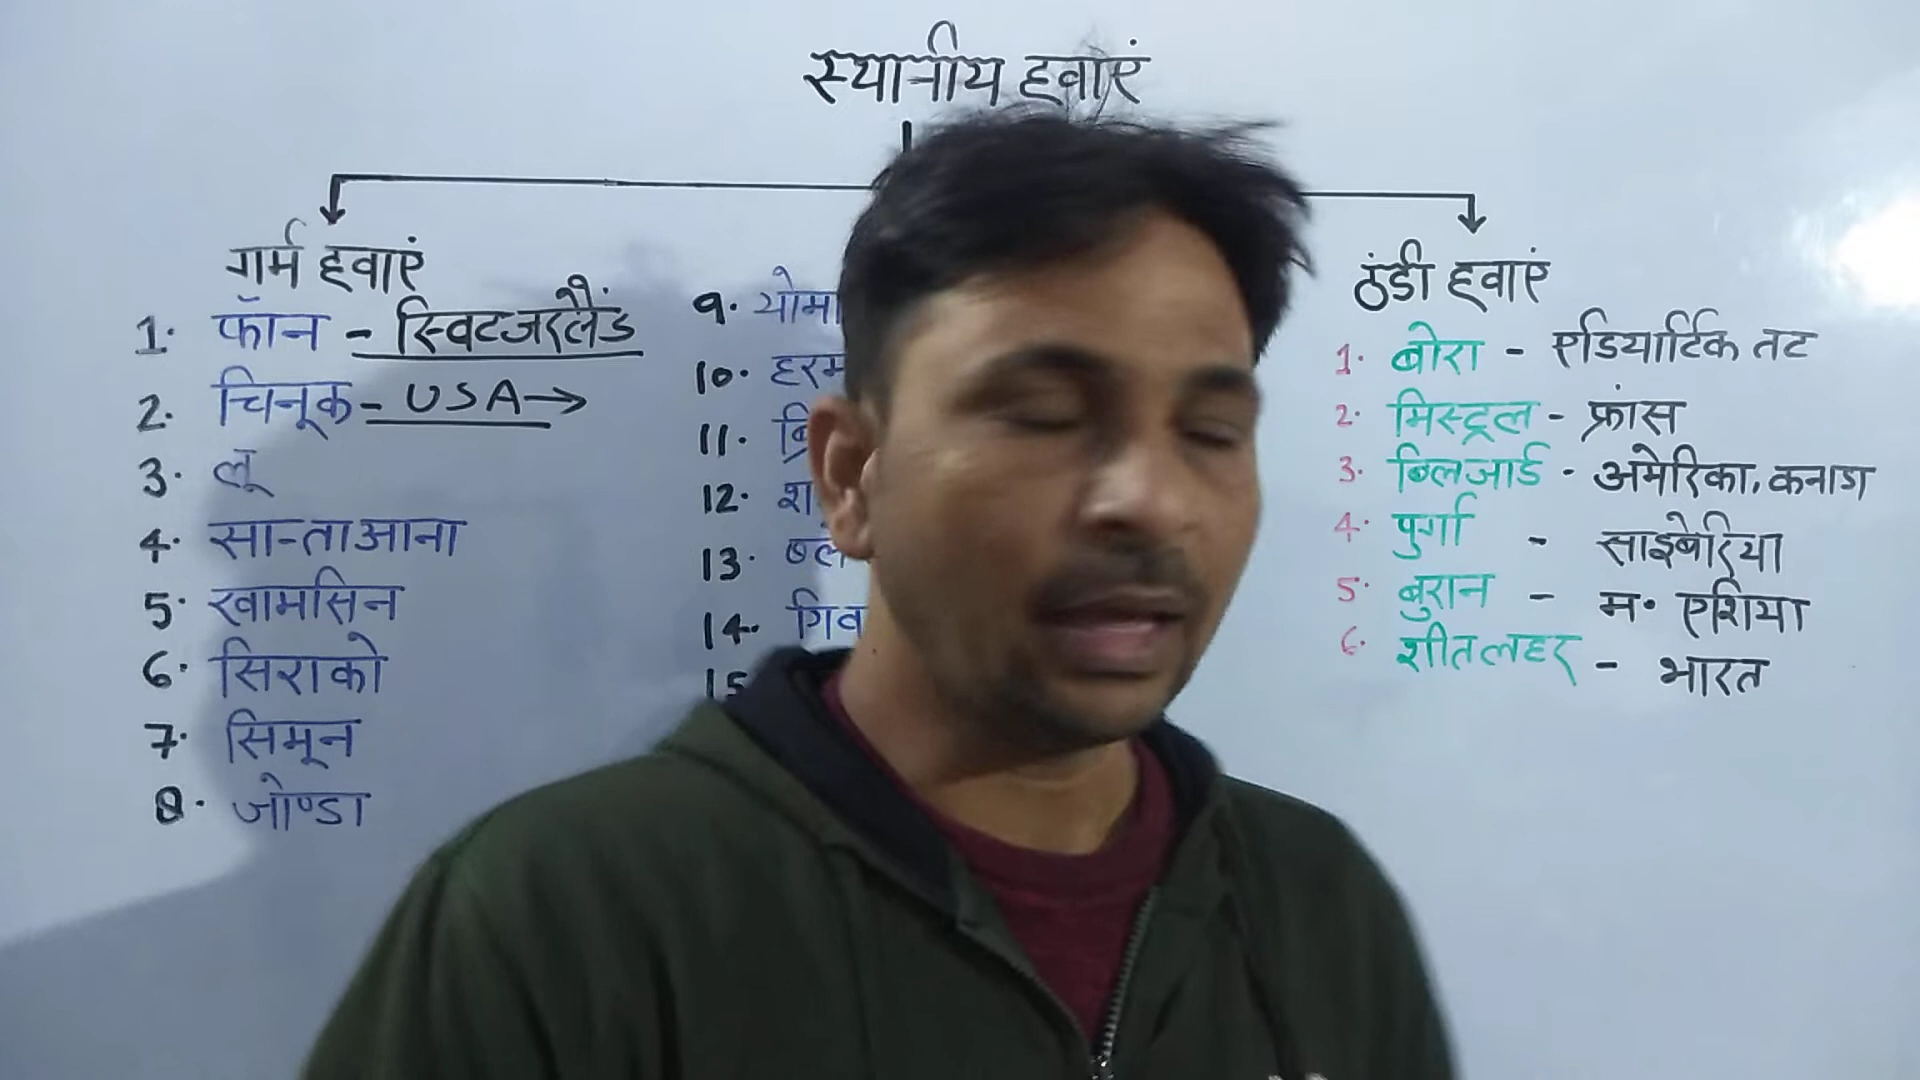 स्थानीय हवाएं
गर्म हवाएं
1. फॉन - स्विटजरलैंड
2. चिनूक - USA→
3. लू
4. सान्ताआना
5. खामसिन
6. सिराको
7. सिमून
8. जोण्डा
9. योमा
10. हरम
11.
12.
13.
14.
15
ठंडी हवाएं
1. बोरा - एडियार्टिक तट
2. मिस्ट्रल - फ्रांस
3. ब्लिजार्ड - अमेरिका, कनाडा
4. पुर्गा - साइबेरिया
5. बुरान - म. एशिया
6. शीतलहर - भारत